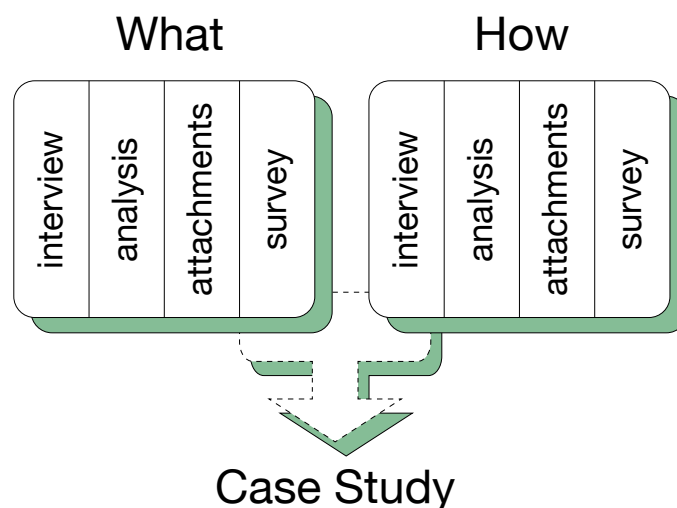 What
How
interview
analysis
attachments
survey
interview
analysis
attachments
survey
Case Study